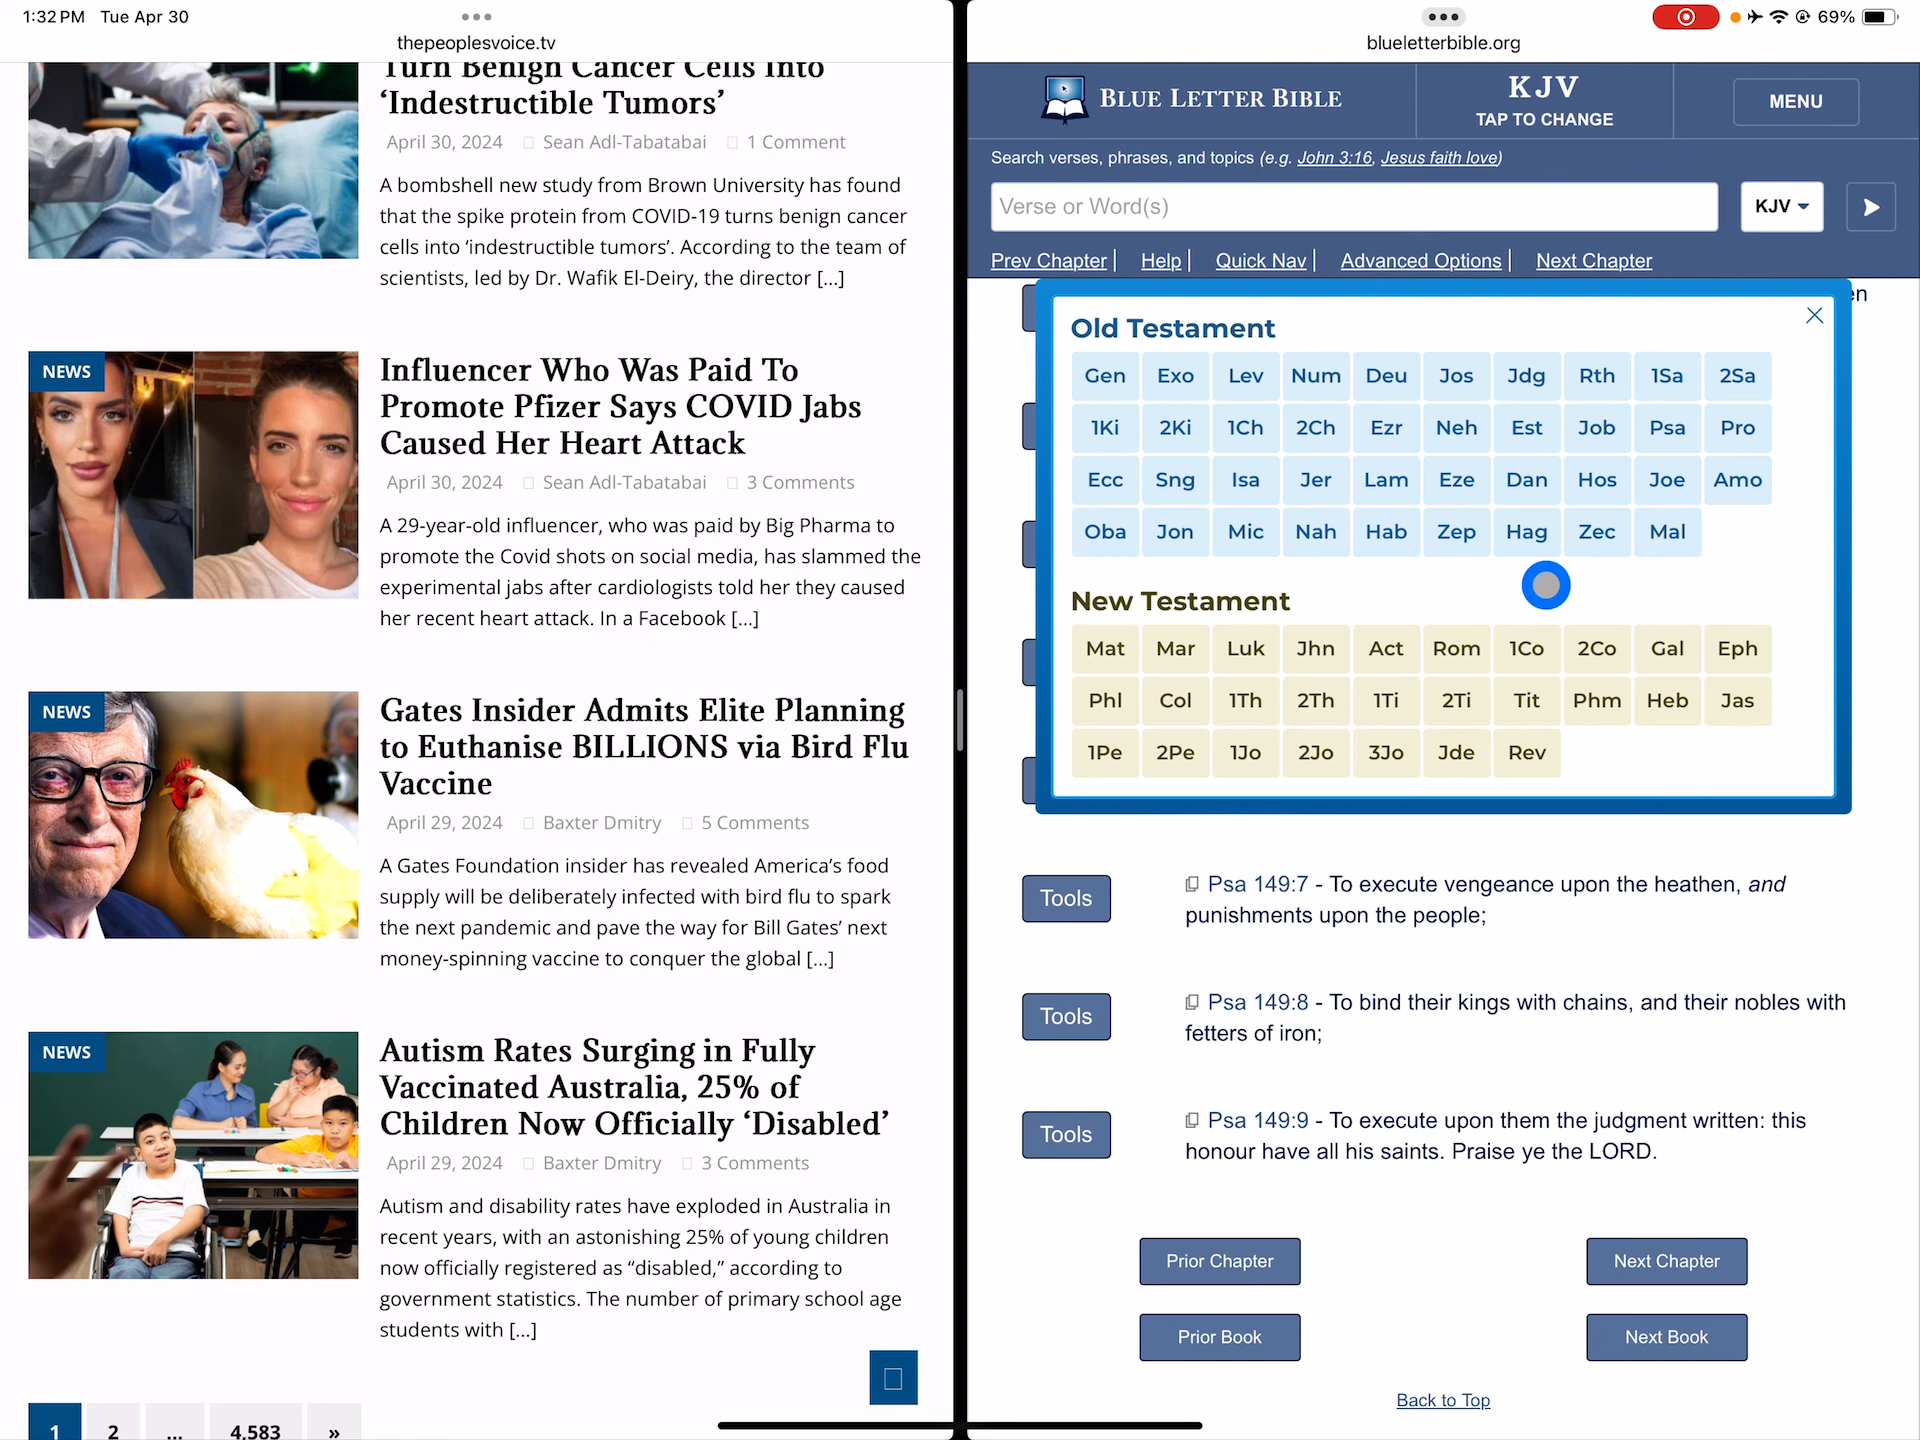 1:32 PM Tue Apr 30
thepeoplesvoice.tv
Turn Benign Cancer Cells Into
‘Indestructible Tumors’
April 30, 2024 Sean Adl-Tabatabai 1 Comment
A bombshell new study from Brown University has found
that the spike protein from COVID-19 turns benign cancer
cells into ‘indestructible tumors’. According to the team of
scientists, led by Dr. Wafik El-Deiry, the director [...]
NEWS
Influencer Who Was Paid To
Promote Pfizer Says COVID Jabs
Caused Her Heart Attack
April 30, 2024 Sean Adl-Tabatabai 3 Comments
A 29-year-old influencer, who was paid by Big Pharma to
promote the Covid shots on social media, has slammed the
experimental jabs after cardiologists told her they caused
her recent heart attack. In a Facebook [...]
NEWS
Gates Insider Admits Elite Planning
to Euthanise BILLIONS via Bird Flu
Vaccine
April 29, 2024 Baxter Dmitry 5 Comments
A Gates Foundation insider has revealed America’s food
supply will be deliberately infected with bird flu to spark
the next pandemic and pave the way for Bill Gates’ next
money-spinning vaccine to conquer the global [...]
NEWS
Autism Rates Surging in Fully
Vaccinated Australia, 25% of
Children Now Officially ‘Disabled’
April 29, 2024 Baxter Dmitry 3 Comments
Autism and disability rates have exploded in Australia in
recent years, with an astonishing 25% of young children
now officially registered as “disabled,” according to
government statistics. The number of primary school age
students with [...]
1 2 ... 4,583 »
69%
blueletterbible.org
BLUE LETTER BIBLE
KJV
TAP TO CHANGE
MENU
Search verses, phrases, and topics (e.g. John 3:16, Jesus faith love)
Verse or Word(s)
KJV
Prev Chapter | Help | Quick Nav | Advanced Options | Next Chapter
en
Old Testament
Gen Exo Lev Num Deu Jos Jdg Rth 1Sa 2Sa
1Ki 2Ki 1Ch 2Ch Ezr Neh Est Job Psa Pro
Ecc Sng Isa Jer Lam Eze Dan Hos Joe Amo
Oba Jon Mic Nah Hab Zep Hag Zec Mal
New Testament
Mat Mar Luk Jhn Act Rom 1Co 2Co Gal Eph
Phl Col 1Th 2Th 1Ti 2Ti Tit Phm Heb Jas
1Pe 2Pe 1Jo 2Jo 3Jo Jde Rev
Tools
Psa 149:7 - To execute vengeance upon the heathen, and
punishments upon the people;
Tools
Psa 149:8 - To bind their kings with chains, and their nobles with
fetters of iron;
Tools
Psa 149:9 - To execute upon them the judgment written: this
honour have all his saints. Praise ye the LORD.
Prior Chapter Next Chapter
Prior Book Next Book
Back to Top